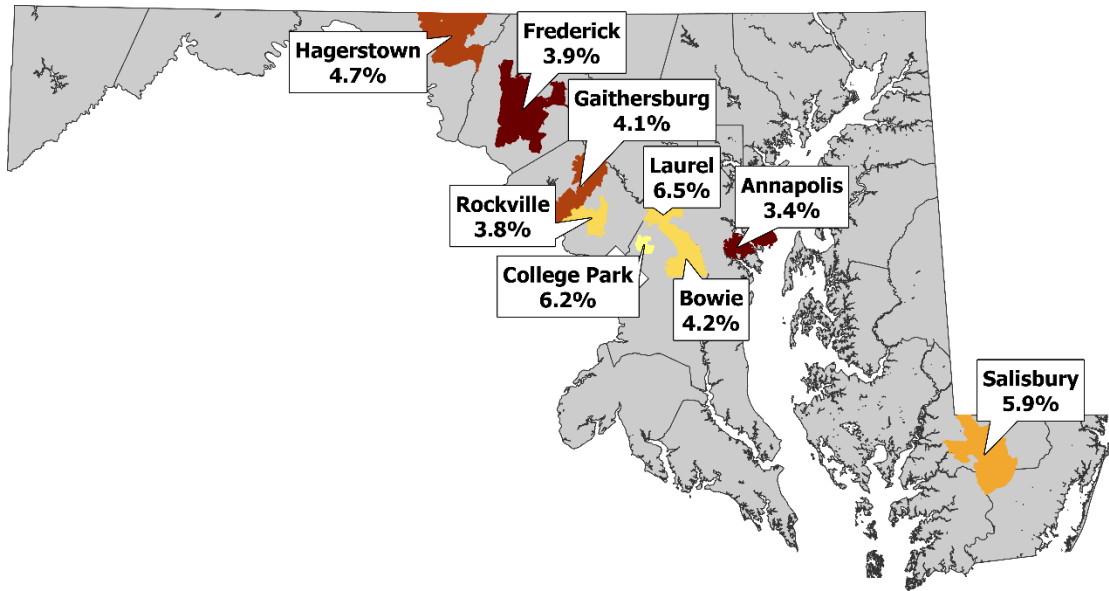 Frederick
3.9%
Hagerstown
4.7%
Gaithersburg
4.1%
Laurel
6.5%
Annapolis
3.4%
Rockville
3.8%
College Park
6.2%
Bowie
4.2%
Salisbury
5.9%